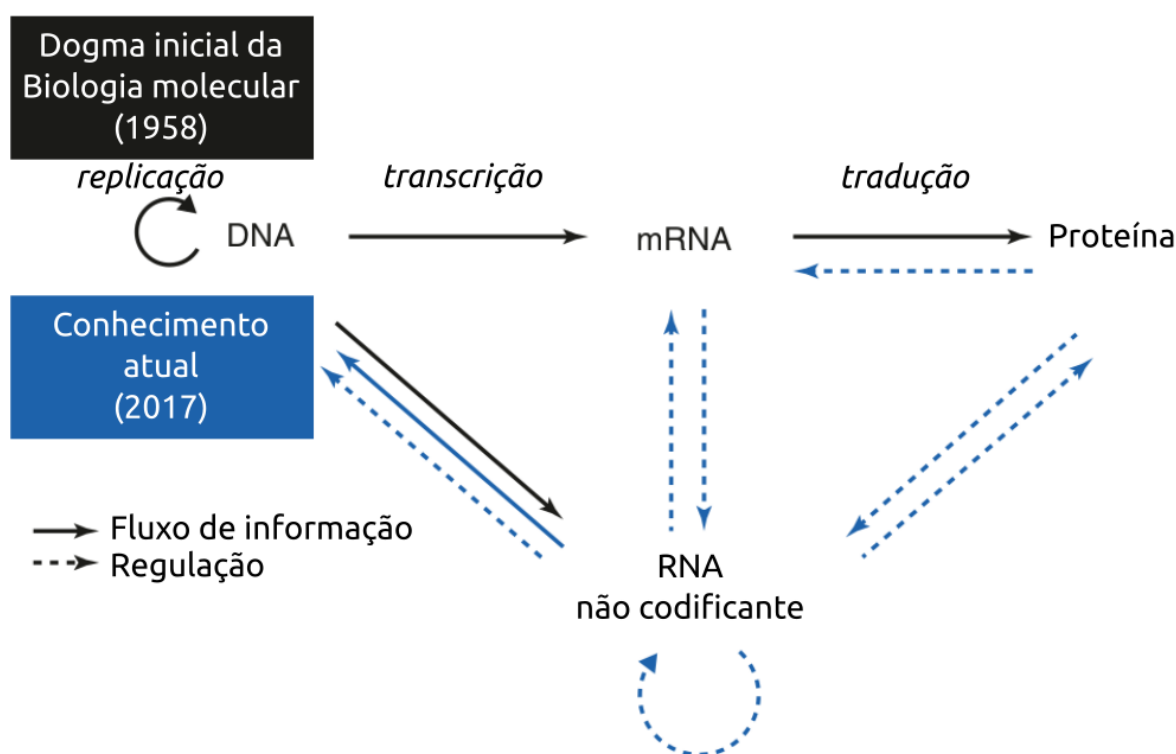 Dogma inicial da
Biologia molecular
(1958)
replicação
transcrição
tradução
DNA
mRNA
Proteína
Conhecimento
atual
(2017)
Fluxo de informação
Regulação
RNA
não codificante